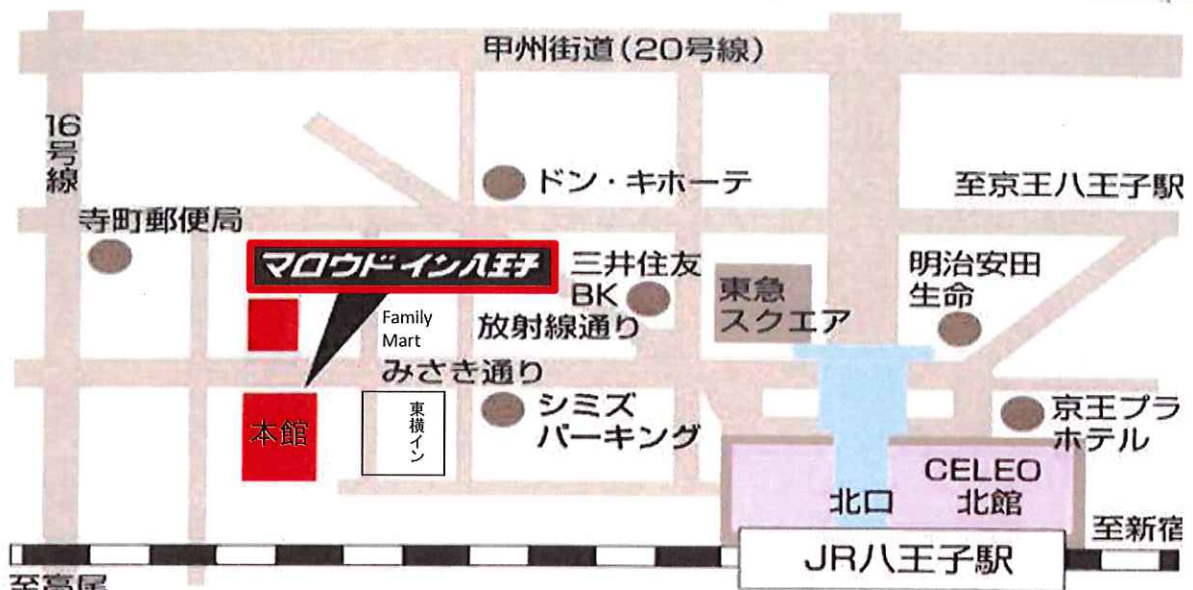 甲州街道(20号線)
16号線
ドン・キホーテ
至京王八王子駅
寺町郵便局
マロウドイン八王子
三井住友
BK
東急
スクエア
明治安田
生命
Family
Mart
放射線通り
みさき通り
本館
東横イン
シミズ
パーキング
京王プラ
ホテル
CELEO
北館
北口
至新宿
JR八王子駅
至高尾